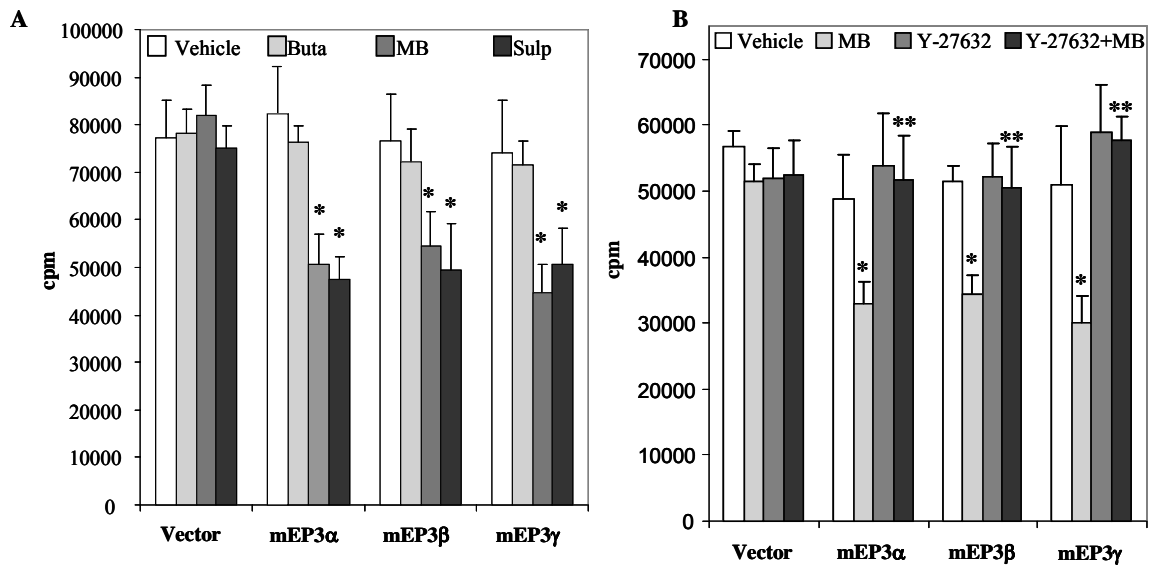 A
100000
90000
80000
70000
60000
50000
40000
30000
20000
10000
0
cpm
Vehicle Buta MB Sulp
* * * * * *
Vector mEP3α mEP3β mEP3γ
B
70000
60000
50000
40000
30000
20000
10000
0
cpm
Vehicle MB Y-27632 Y-27632+MB
* ** * ** * **
Vector mEP3α mEP3β mEP3γ